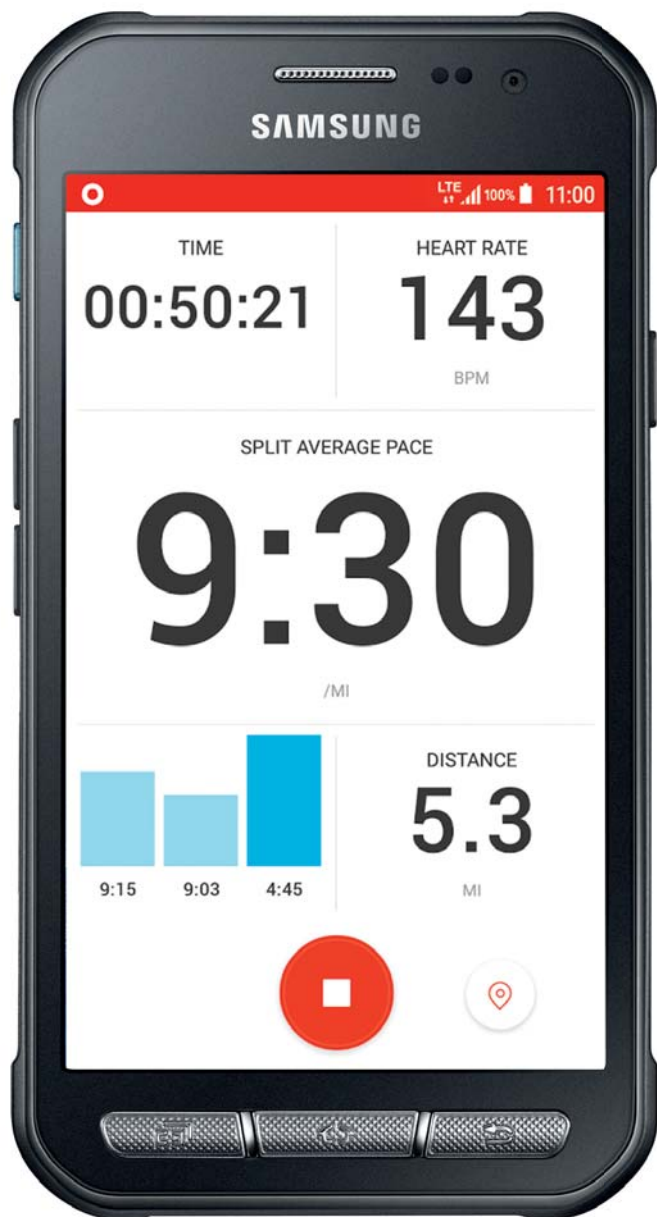 SAMSUNG
LTE 100% 11:00
TIME
00:50:21
HEART RATE
143
BPM
SPLIT AVERAGE PACE
9:30
/MI
9:15 9:03 4:45
DISTANCE
5.3
MI